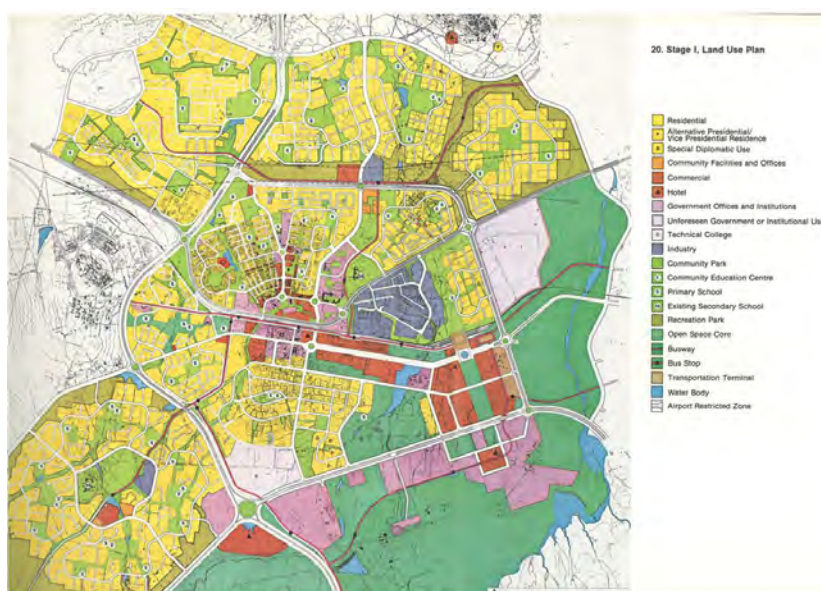 20. Stage I, Land Use Plan
Residential
Alternative Presidential/
Vice Presidential Residence
Special Diplomatic Use
Community Facilities and Offices
Commercial
Hotel
Government Offices and Institutions
Unforeseen Government or Institutional Us
Technical College
Industry
Community Park
Community Education Centre
Primary School
Existing Secondary School
Recreation Park
Open Space Core
Busway
Bus Stop
Transportation Terminal
Water Body
Airport Restricted Zone